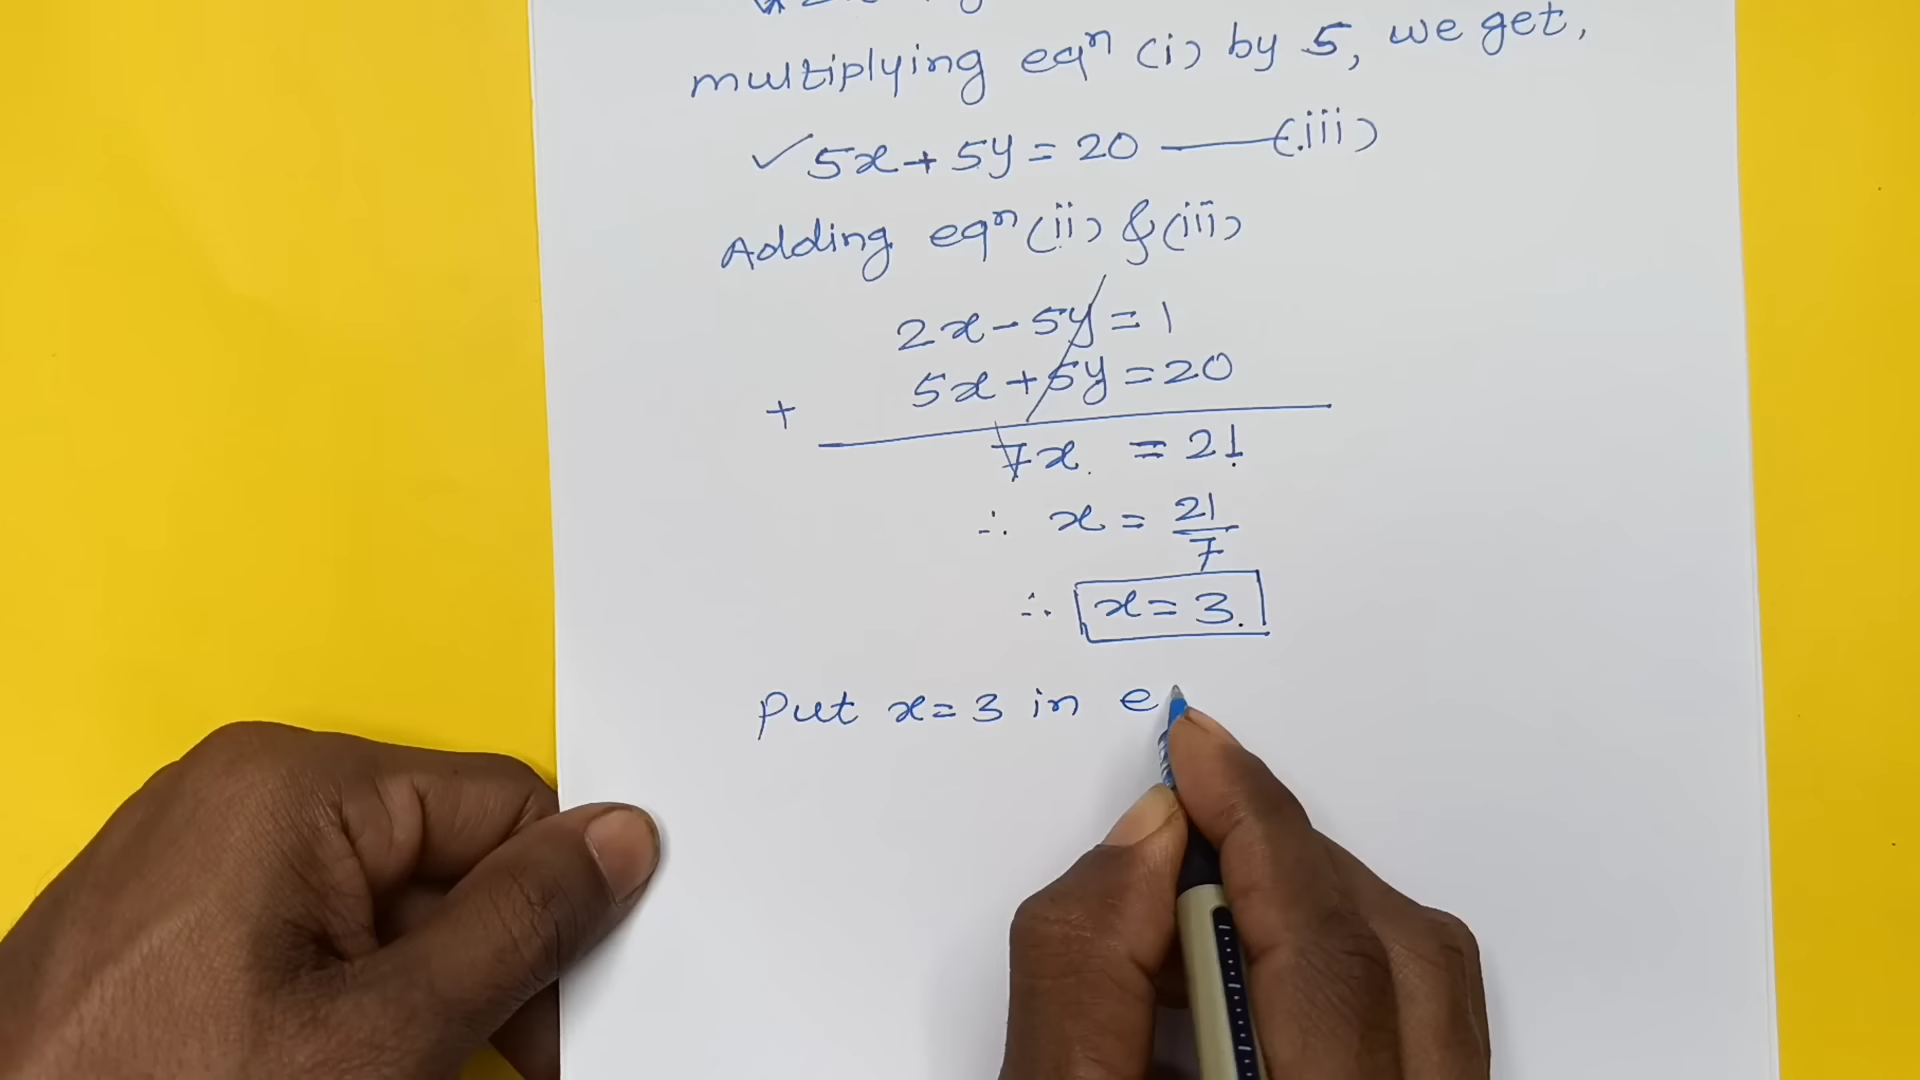 multiplying eqⁿ (i) by 5, we get,
✓ 5x + 5y = 20 —— (iii)
Adding eqⁿ (ii) & (iii)
2x - 5y = 1
+ 5x + 5y = 20
7x = 21
∴ x = 21/7
∴ x = 3.
Put x = 3 in e